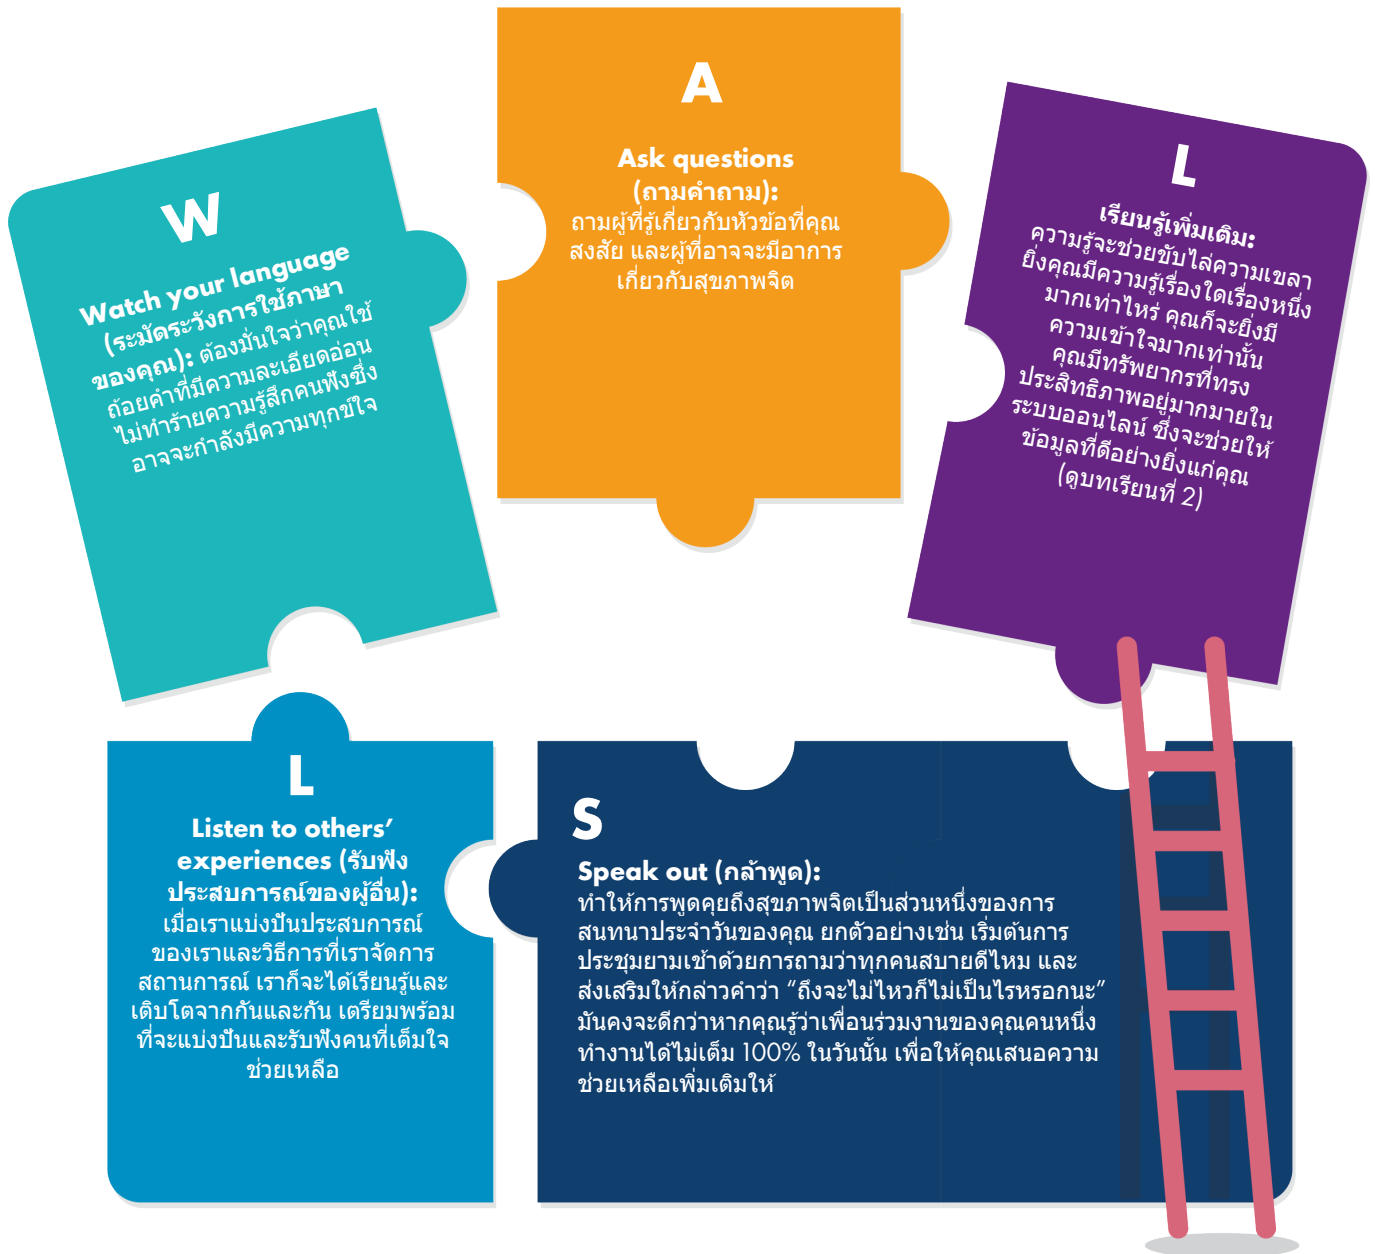 W
Watch your language
(ระมัดระวังการใช้ภาษา
ของคุณ): ต้องมั่นใจว่าคุณใช้
ถ้อยคำที่มีความละเอียดอ่อน
ไม่ทำร้ายความรู้สึกคนฟังซึ่ง
อาจจะกำลังมีความทุกข์ใจ
A
Ask questions
(ถามคำถาม):
ถามผู้ที่รู้เกี่ยวกับหัวข้อที่คุณ
สงสัย และผู้ที่อาจจะมีอาการ
เกี่ยวกับสุขภาพจิต
L
เรียนรู้เพิ่มเติม:
ความรู้จะช่วยขับไล่ความเขลา
ยิ่งคุณมีความรู้เรื่องใดเรื่องหนึ่ง
มากเท่าไหร่ คุณก็จะยิ่งมี
ความเข้าใจมากเท่านั้น
คุณมีทรัพยากรที่ทรง
ประสิทธิภาพอยู่มากมายใน
ระบบออนไลน์ ซึ่งจะช่วยให้
ข้อมูลที่ดีอย่างยิ่งแก่คุณ
(ดูบทเรียนที่ 2)
L
Listen to others’
experiences (รับฟัง
ประสบการณ์ของผู้อื่น):
เมื่อเราแบ่งปันประสบการณ์
ของเราและวิธีการที่เราจัดการ
สถานการณ์ เราก็จะได้เรียนรู้และ
เติบโตจากกันและกัน เตรียมพร้อม
ที่จะแบ่งปันและรับฟังคนที่เต็มใจ
ช่วยเหลือ
S
Speak out (กล้าพูด):
ทำให้การพูดคุยถึงสุขภาพจิตเป็นส่วนหนึ่งของการ
สนทนาประจำวันของคุณ ยกตัวอย่างเช่น เริ่มต้นการ
ประชุมยามเช้าด้วยการถามว่าทุกคนสบายดีไหม และ
ส่งเสริมให้กล่าวคำว่า “ถึงจะไม่ไหวก็ไม่เป็นไรหรอกนะ”
มันคงจะดีกว่าหากคุณรู้ว่าเพื่อนร่วมงานของคุณคนหนึ่ง
ทำงานได้ไม่เต็ม 100% ในวันนั้น เพื่อให้คุณเสนอความ
ช่วยเหลือเพิ่มเติมให้